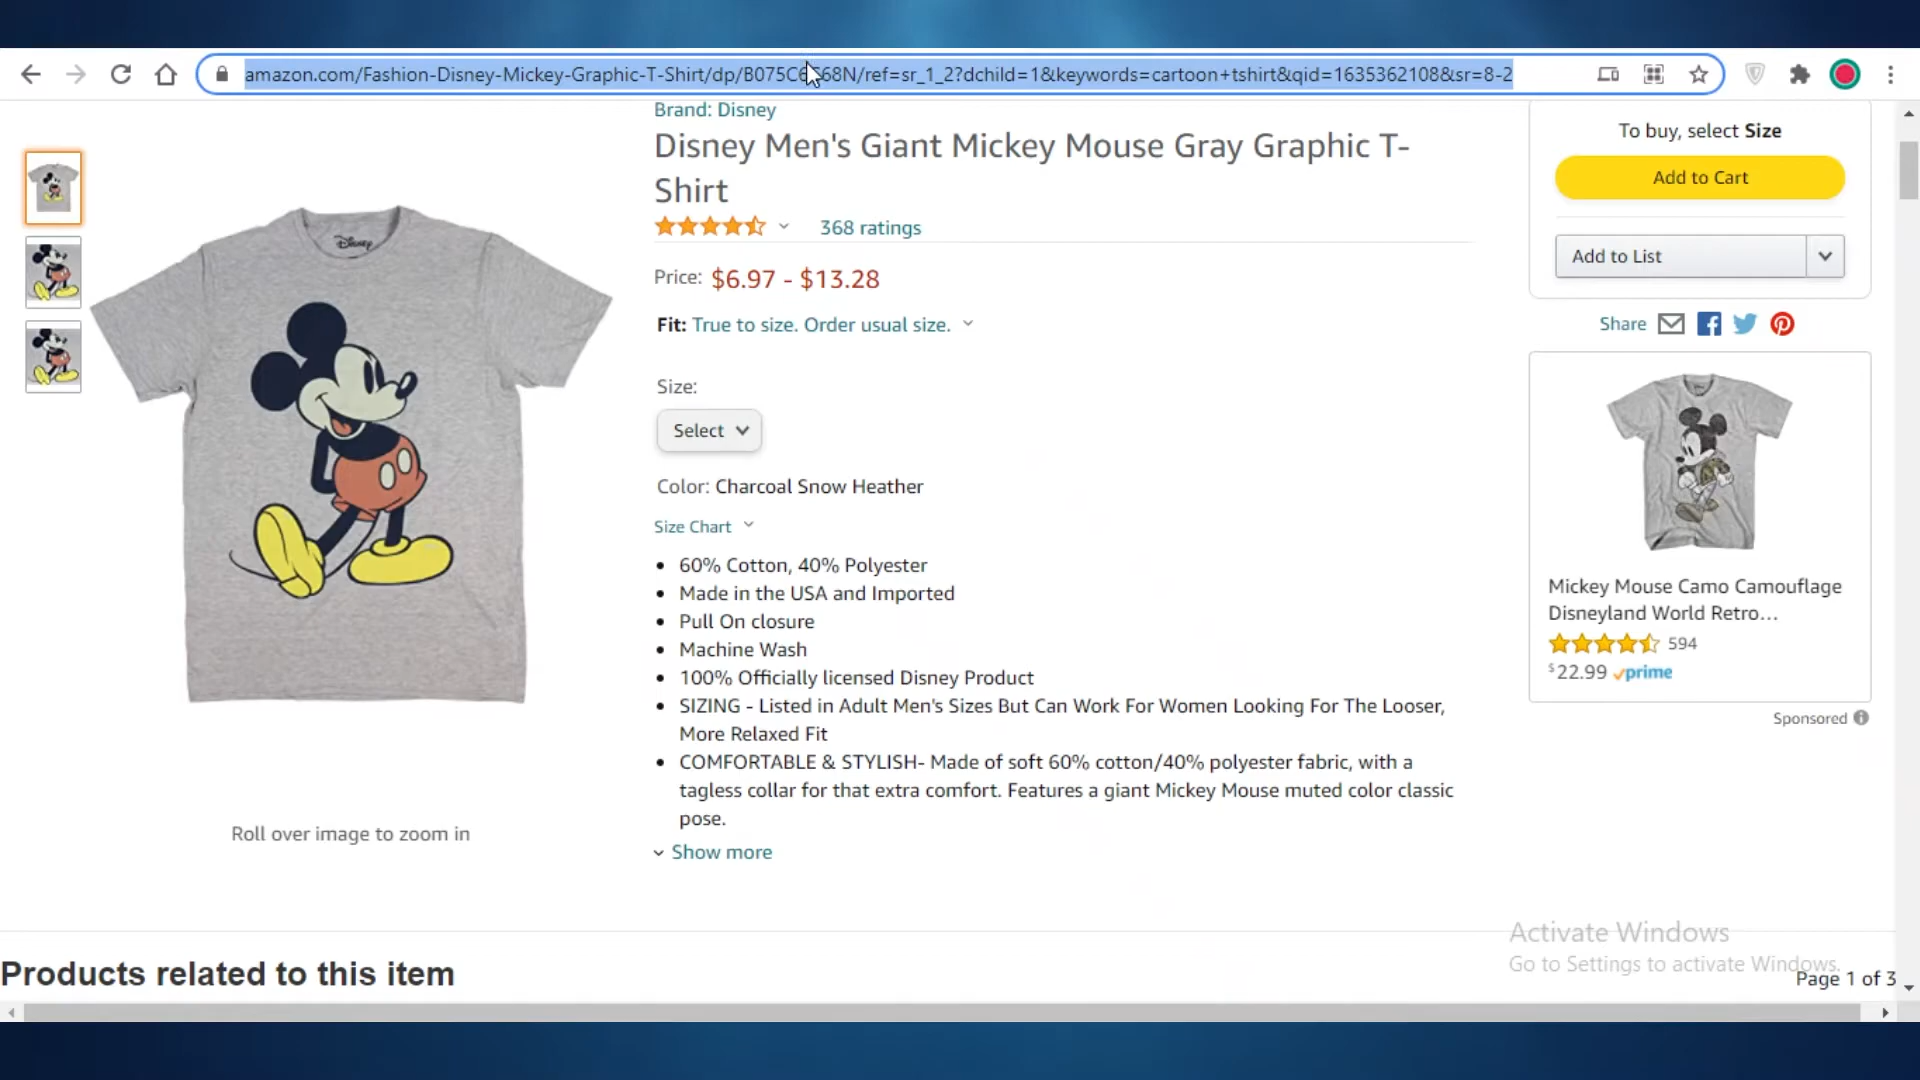 amazon.com/Fashion-Disney-Mickey-Graphic-T-Shirt/dp/B075C6 68N/ref=sr_1_2?dchild=1&keywords=cartoon+tshirt&qid=1635362108&sr=8-2
Brand: Disney
Disney Men's Giant Mickey Mouse Gray Graphic T-
Shirt
368 ratings
Price: $6.97 - $13.28
Fit: True to size. Order usual size.
Size:
Select
Color: Charcoal Snow Heather
Size Chart
• 60% Cotton, 40% Polyester
• Made in the USA and Imported
• Pull On closure
• Machine Wash
• 100% Officially licensed Disney Product
• SIZING - Listed in Adult Men's Sizes But Can Work For Women Looking For The Looser,
More Relaxed Fit
• COMFORTABLE & STYLISH- Made of soft 60% cotton/40% polyester fabric, with a
tagless collar for that extra comfort. Features a giant Mickey Mouse muted color classic
pose.
Show more
Disney
Roll over image to zoom in
To buy, select Size
Add to Cart
Add to List
Share
Mickey Mouse Camo Camouflage
Disneyland World Retro…
594
$22.99 prime
Sponsored
Activate Windows
Go to Settings to activate Windows.
Products related to this item
Page 1 of 3